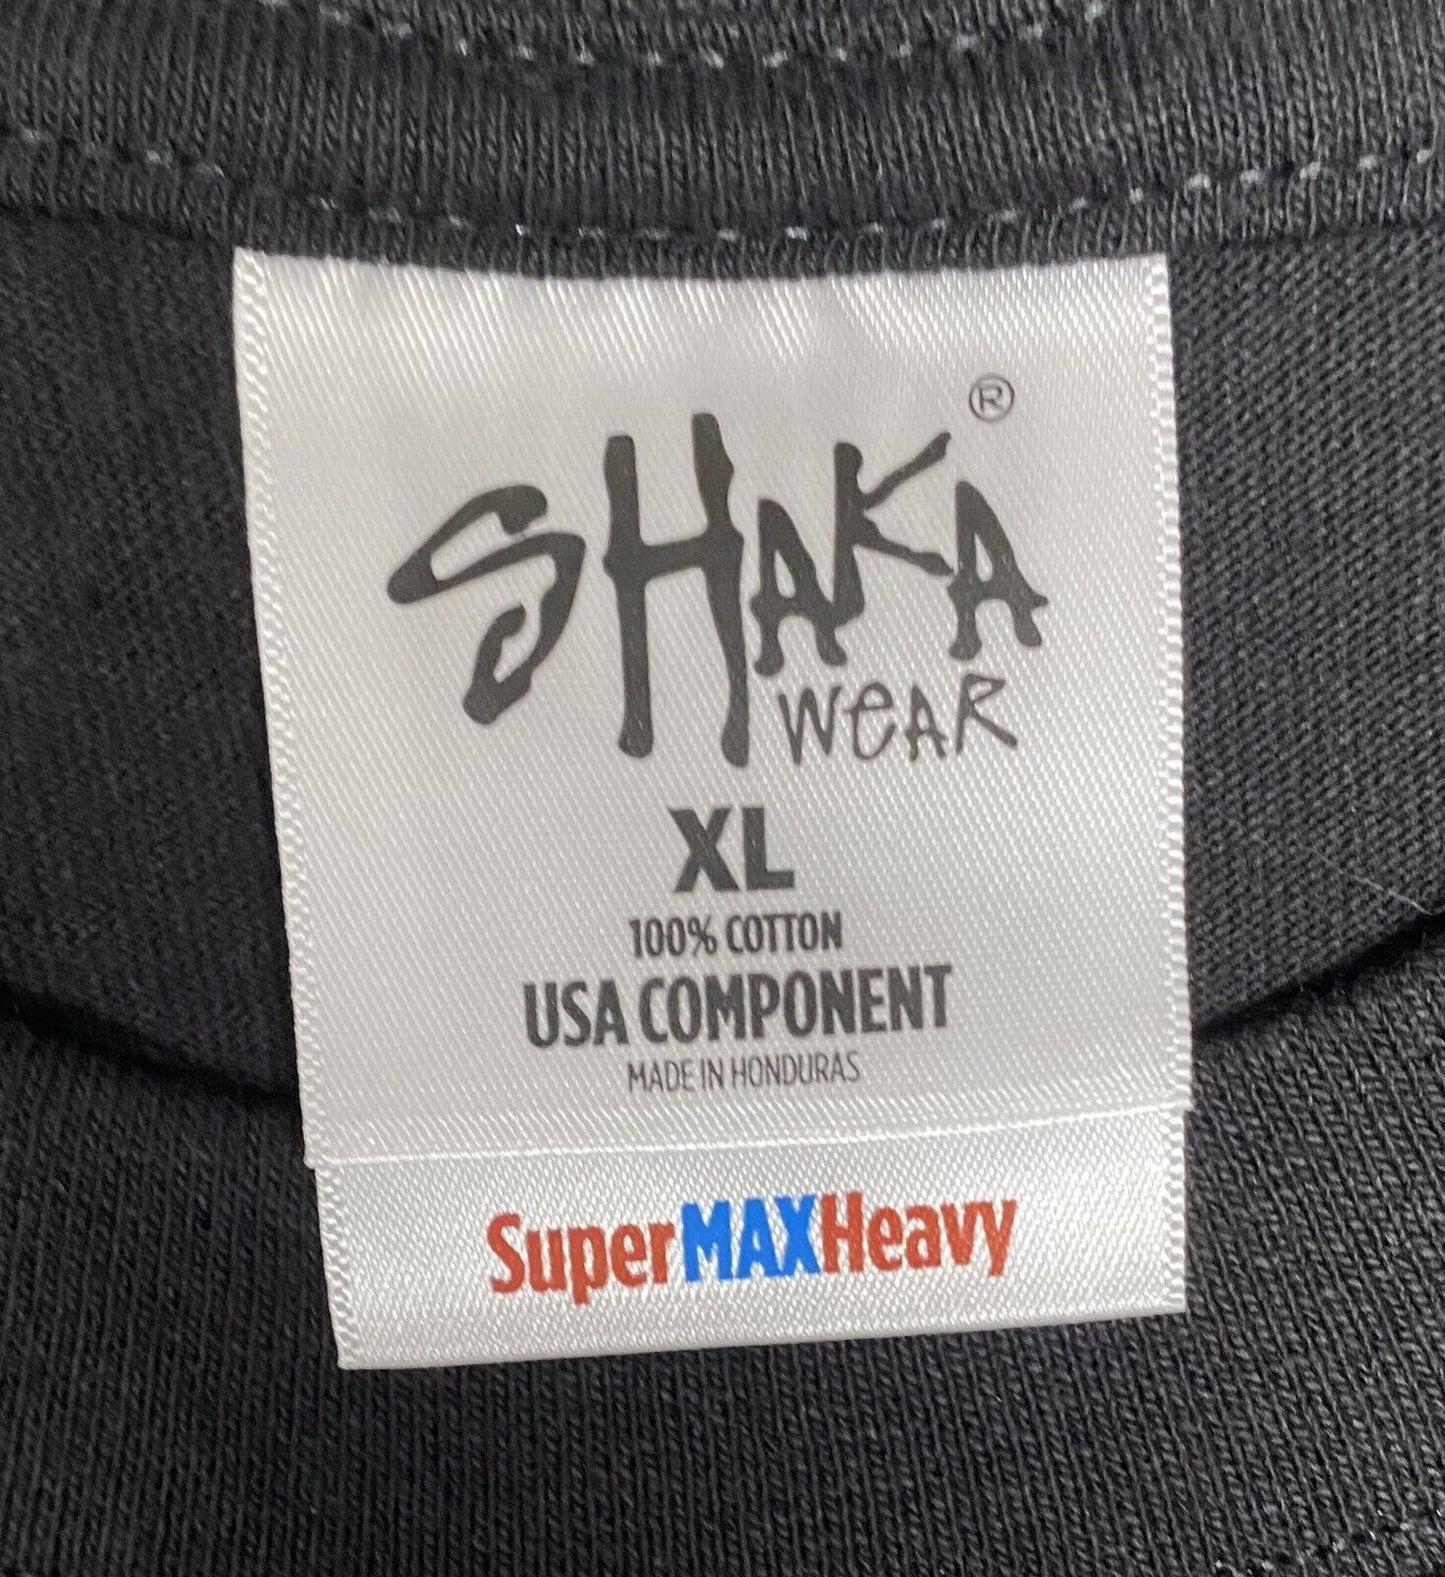 SHAKA ®
WeAR
XL
100% COTTON
USA COMPONENT
MADE IN HONDURAS
SuperMAXHeavy